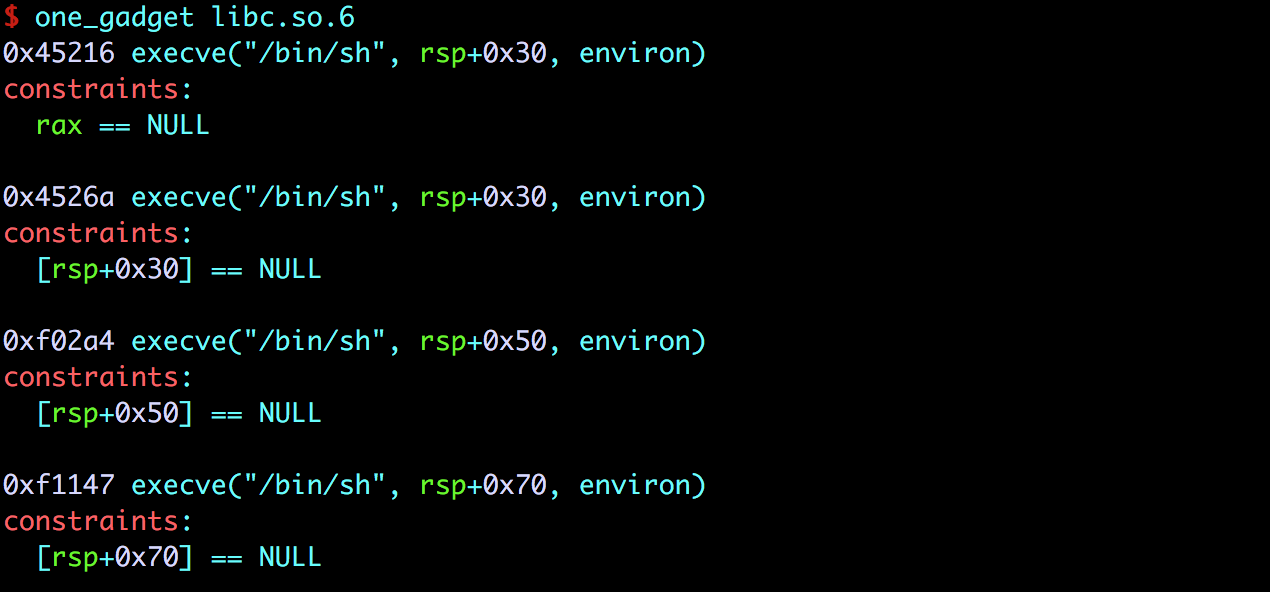 $ one_gadget libc.so.6
0x45216 execve("/bin/sh", rsp+0x30, environ)
constraints:
  rax == NULL

0x4526a execve("/bin/sh", rsp+0x30, environ)
constraints:
  [rsp+0x30] == NULL

0xf02a4 execve("/bin/sh", rsp+0x50, environ)
constraints:
  [rsp+0x50] == NULL

0xf1147 execve("/bin/sh", rsp+0x70, environ)
constraints:
  [rsp+0x70] == NULL